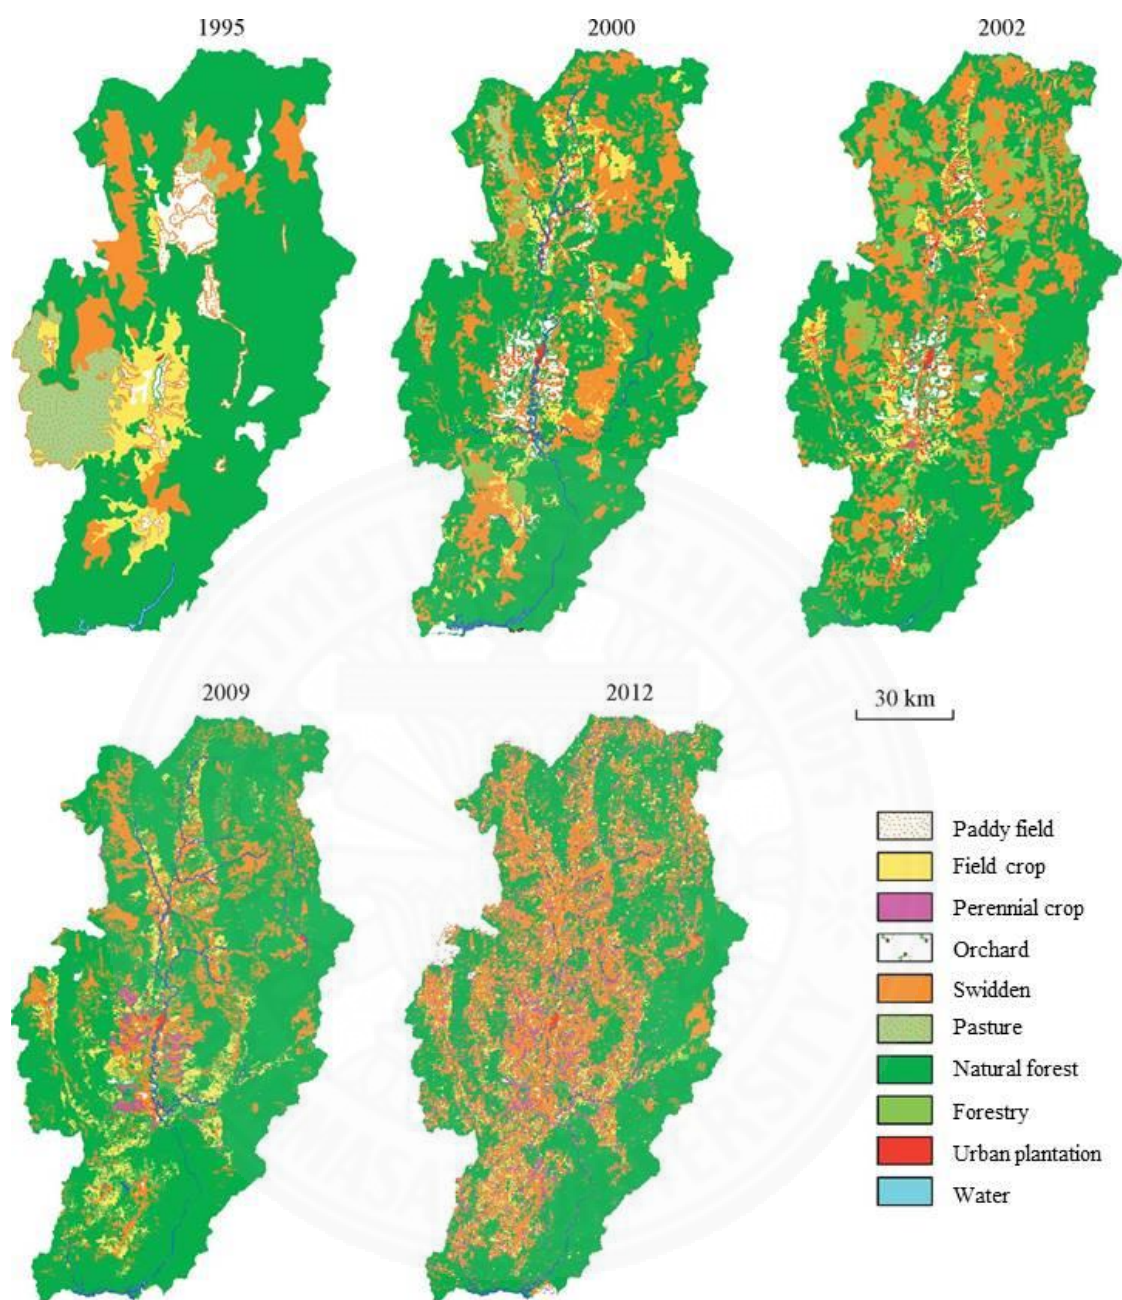 1995
2000
2002
2009
2012
30 km
Paddy field
Field crop
Perennial crop
Orchard
Swidden
Pasture
Natural forest
Forestry
Urban plantation
Water